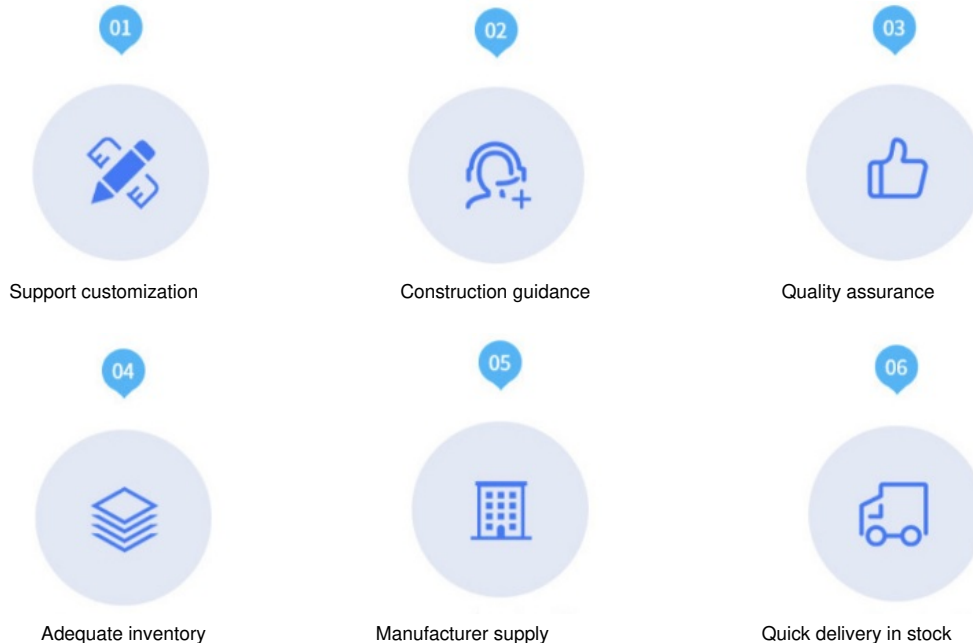 01
02
03
Support customization
Construction guidance
Quality assurance
04
05
06
Adequate inventory
Manufacturer supply
Quick delivery in stock